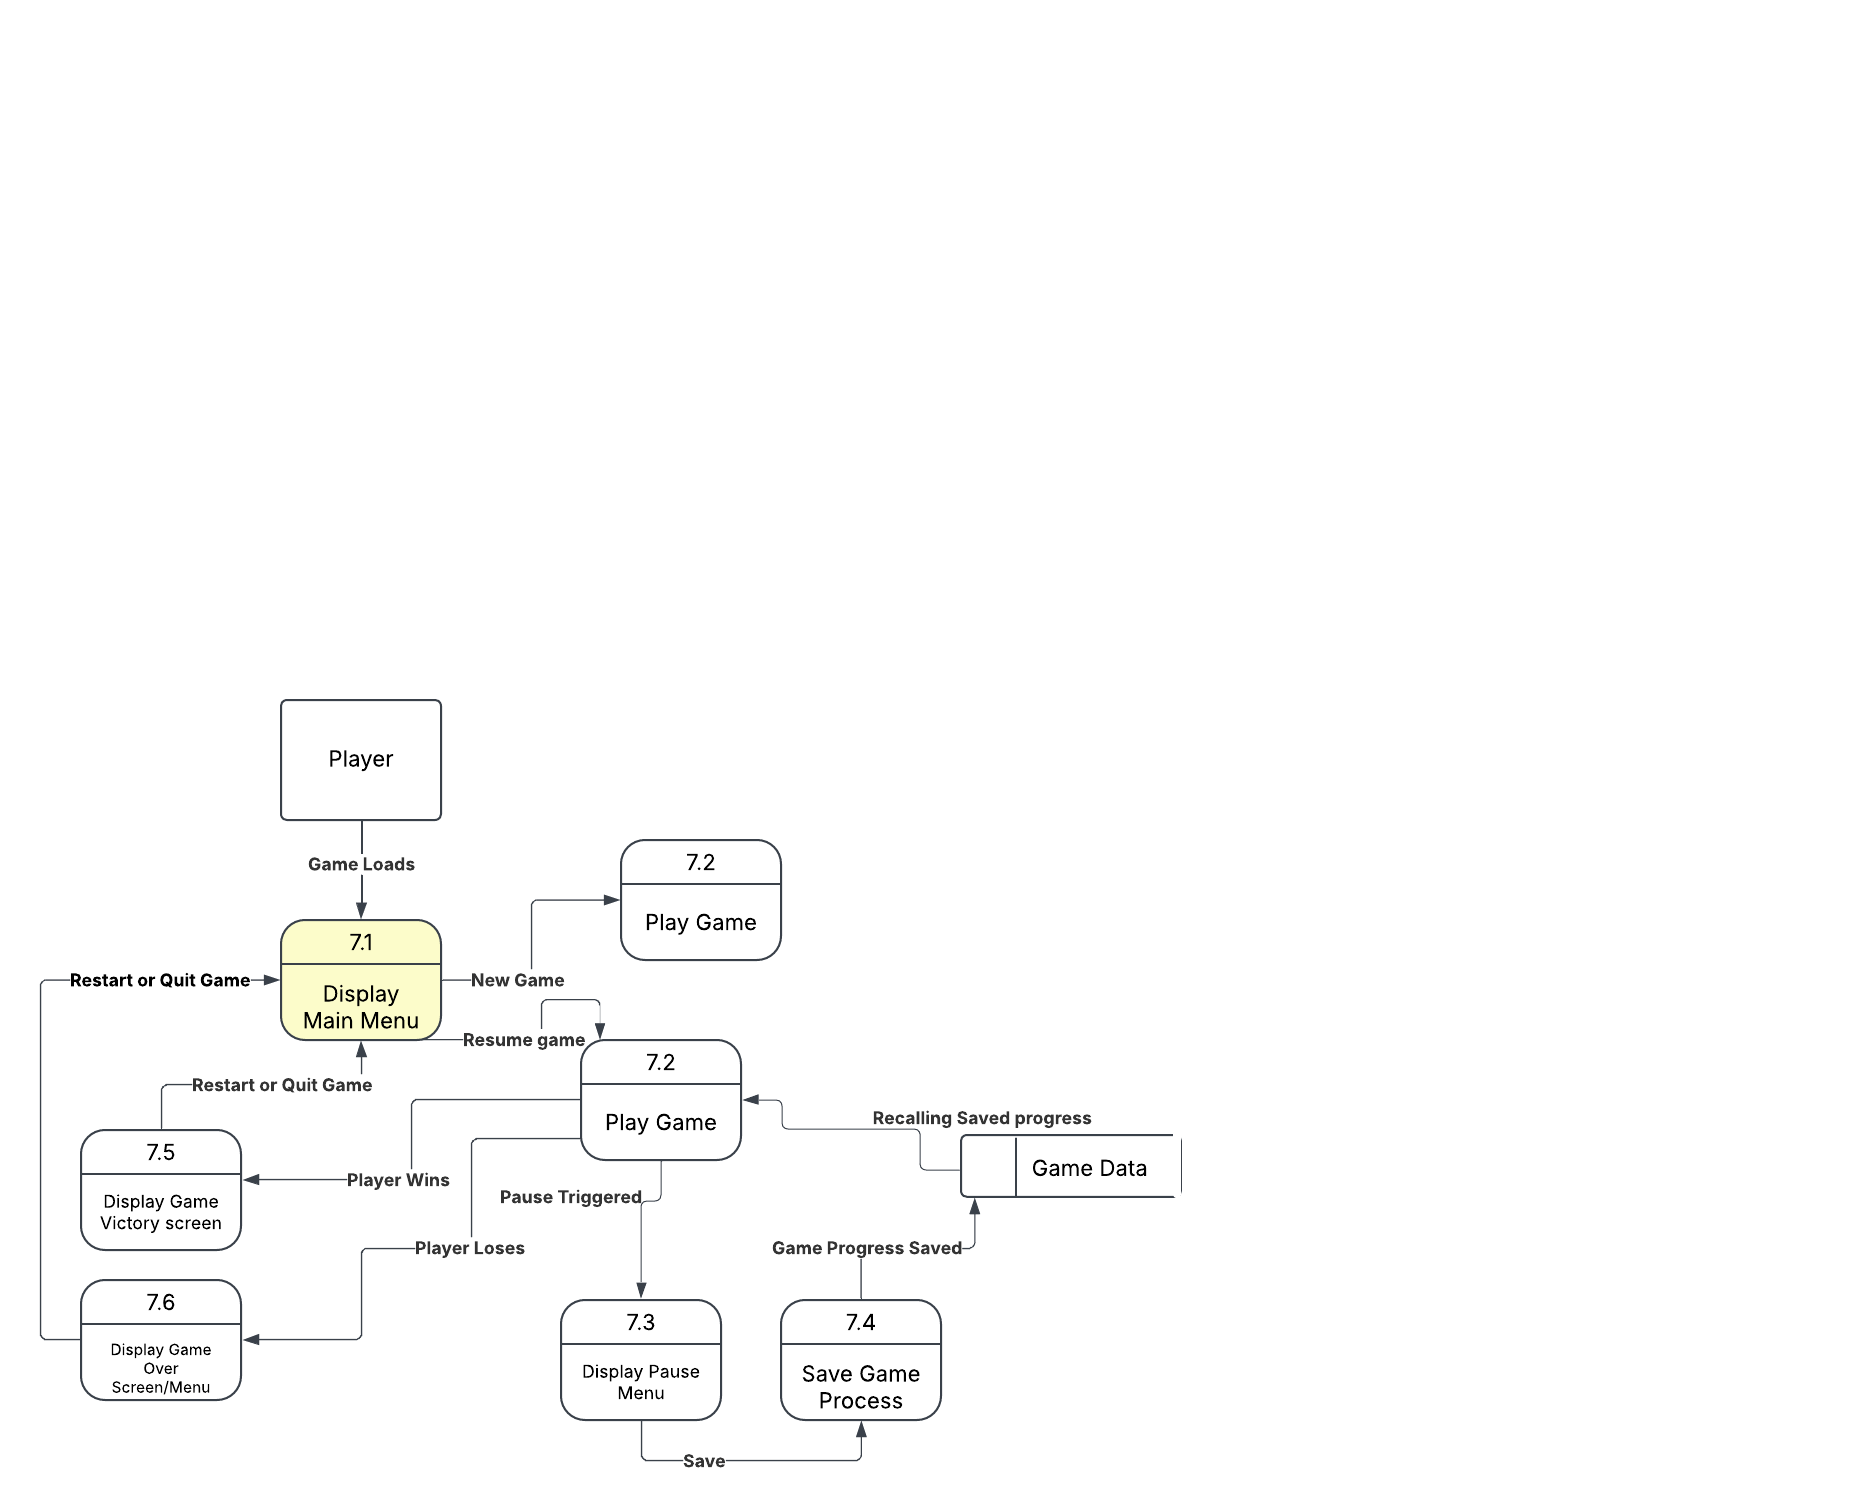 Player
Game Loads
7.2
Play Game
7.1
Display
Main Menu
Restart or Quit Game
New Game
Resume game
7.2
Play Game
Restart or Quit Game
Recalling Saved progress
7.5
Display Game
Victory screen
Player Wins
Pause Triggered
Game Data
Player Loses
Game Progress Saved
7.6
Display Game
Over
Screen/Menu
7.3
Display Pause
Menu
7.4
Save Game
Process
Save